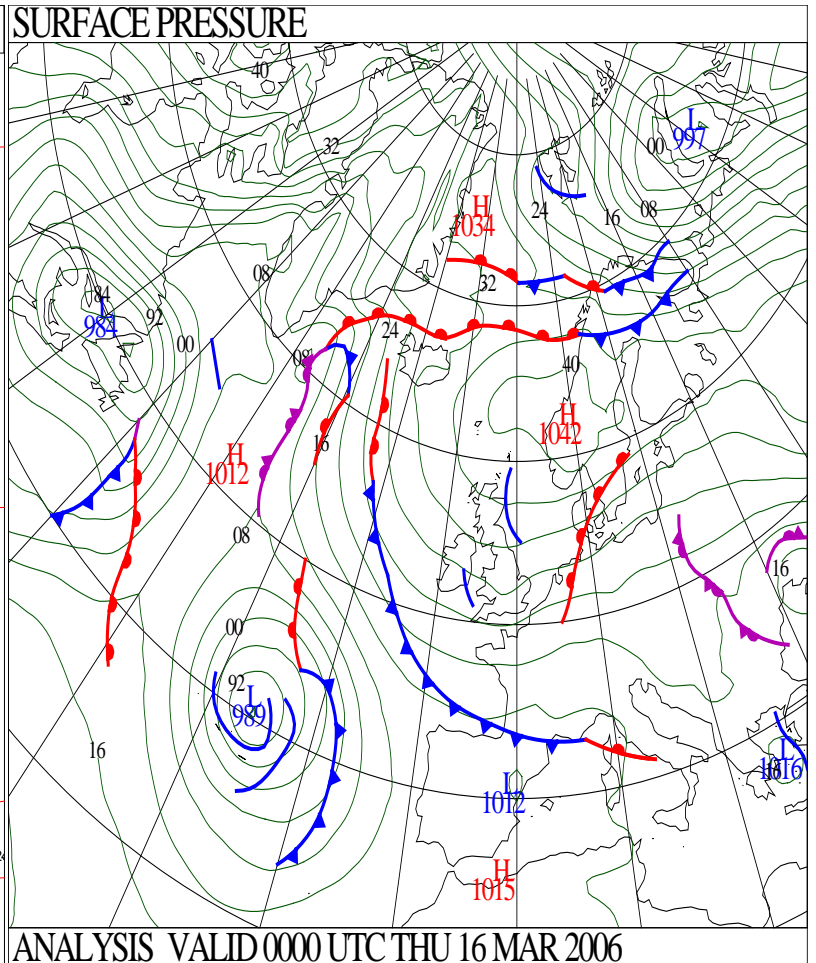 SURFACE PRESSURE
40
L
997
00
32
H
1034
24
16
08
08
32
84
L
984
92
00
24
08
40
H
1042
16
H
1012
08
16
00
92
L
989
16
L
1016
L
1012
H
1015
ANALYSIS VALID 0000 UTC THU 16 MAR 2006